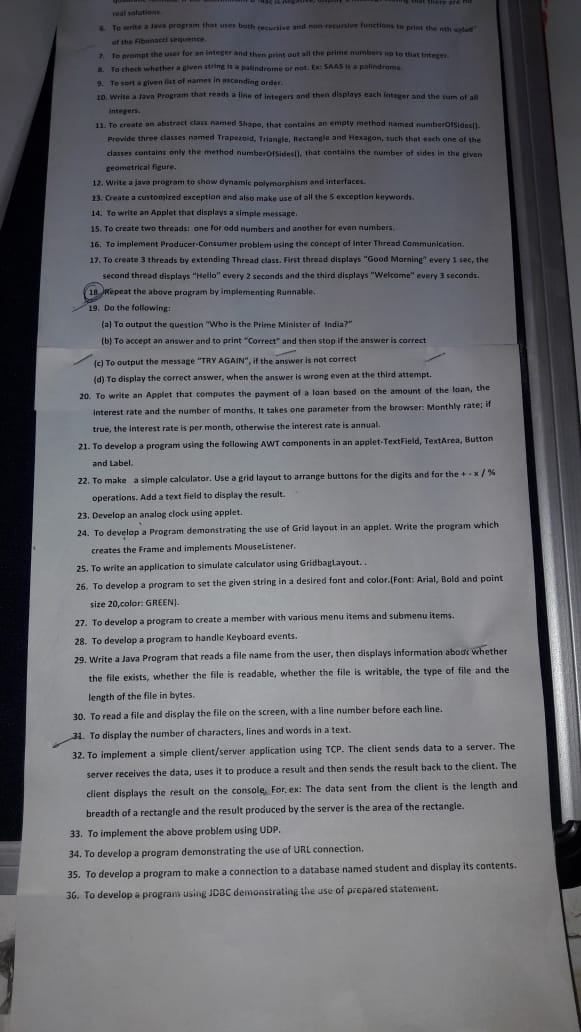 real solutions.
6. To write a Java program that uses both recursive and non-recursive functions to print the nth
of the Fibonacci sequence.
7. To prompt the user for an integer and then print out all the prime numbers up to that Integer.
8. To check whether a given string is a palindrome or not. Ex: SAAS is a palindrome.
9. To sort a given list of names in ascending order.
10. Write a Java Program that reads a line of integers and then displays each integer and the sum of all
integers.
11. To create an abstract class named Shape, that contains an empty method named numberOfSides().
Provide three classes named Trapezoid, Triangle, Rectangle and Hexagon, such that each one of the
classes contains only the method numberOfSides(), that contains the number of sides in the given
geometrical figure.
12. Write a java program to show dynamic polymorphism and interfaces.
13. Create a customized exception and also make use of all the 5 exception keywords.
14. To write an Applet that displays a simple message.
15. To create two threads: one for odd numbers and another for even numbers.
16. To implement Producer-Consumer problem using the concept of Inter Thread Communication.
17. To create 3 threads by extending Thread class. First thread displays "Good Morning" every 1 sec, the
second thread displays "Hello" every 2 seconds and the third displays "Welcome" every 3 seconds.
18. Repeat the above program by implementing Runnable.
19. Do the following:
(a) To output the question "Who is the Prime Minister of India?"
(b) To accept an answer and to print "Correct" and then stop if the answer is correct
(c) To output the message "TRY AGAIN", if the answer is not correct
(d) To display the correct answer, when the answer is wrong even at the third attempt.
20. To write an Applet that computes the payment of a loan based on the amount of the loan, the
interest rate and the number of months. It takes one parameter from the browser: Monthly rate; if
true, the interest rate is per month, otherwise the interest rate is annual.
21. To develop a program using the following AWT components in an applet-TextField, TextArea, Button
and Label.
22. To make a simple calculator. Use a grid layout to arrange buttons for the digits and for the + - x / %
operations. Add a text field to display the result.
23. Develop an analog clock using applet.
24. To develop a Program demonstrating the use of Grid layout in an applet. Write the program which
creates the Frame and implements MouseListener.
25. To write an application to simulate calculator using GridbagLayout. .
26. To develop a program to set the given string in a desired font and color.(Font: Arial, Bold and point
size 20,color: GREEN).
27. To develop a program to create a member with various menu items and submenu items.
28. To develop a program to handle Keyboard events.
29. Write a Java Program that reads a file name from the user, then displays information about whether
the file exists, whether the file is readable, whether the file is writable, the type of file and the
length of the file in bytes.
30. To read a file and display the file on the screen, with a line number before each line.
31. To display the number of characters, lines and words in a text.
32. To implement a simple client/server application using TCP. The client sends data to a server. The
server receives the data, uses it to produce a result and then sends the result back to the client. The
client displays the result on the console. For. ex: The data sent from the client is the length and
breadth of a rectangle and the result produced by the server is the area of the rectangle.
33. To implement the above problem using UDP.
34. To develop a program demonstrating the use of URL connection.
35. To develop a program to make a connection to a database named student and display its contents.
36. To develop a program using JDBC demonstrating the use of prepared statement.